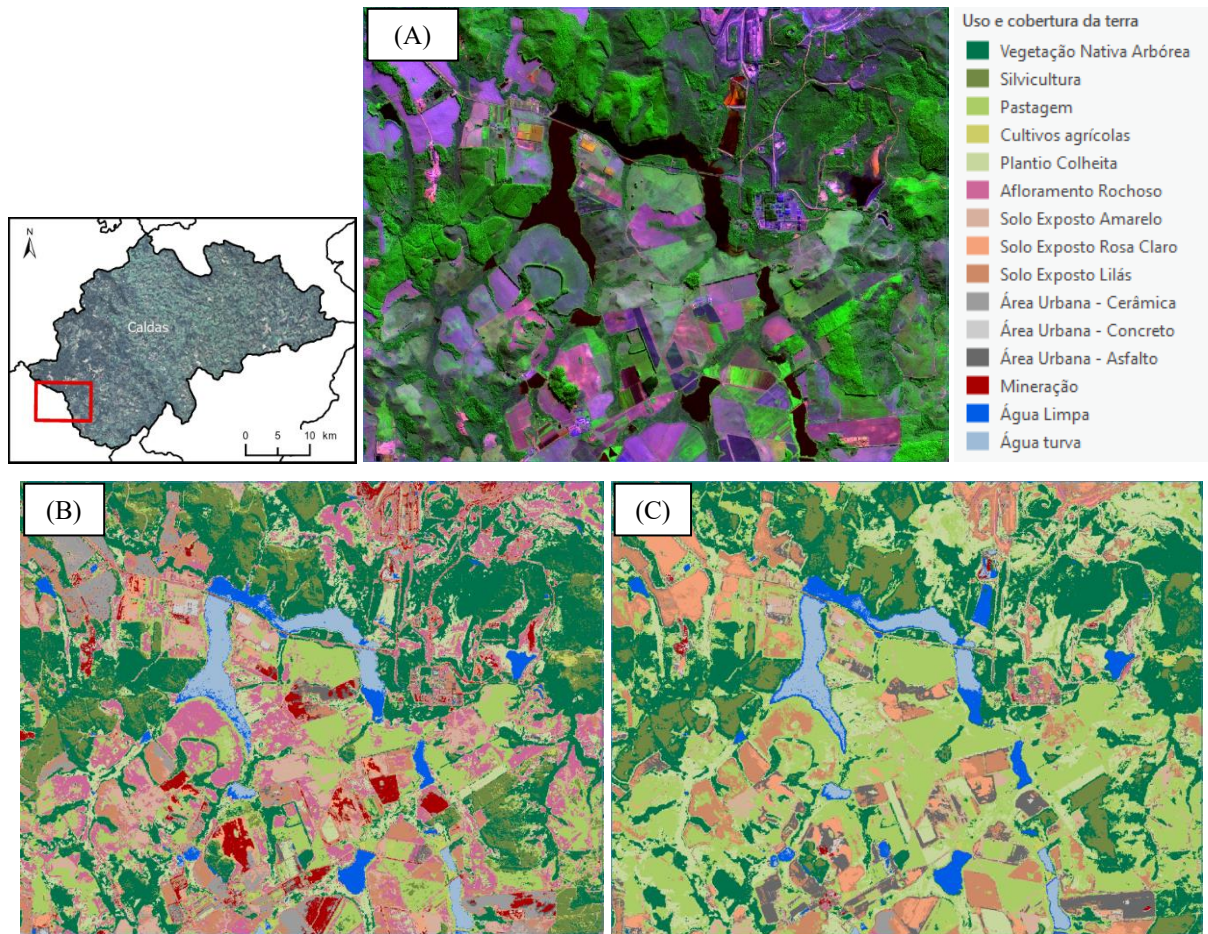 (A)
Uso e cobertura da terra
Vegetação Nativa Arbórea
Silvicultura
Pastagem
Cultivos agrícolas
Plantio Colheita
Afloramento Rochoso
Solo Exposto Amarelo
Solo Exposto Rosa Claro
Solo Exposto Lilás
Área Urbana - Cerâmica
Área Urbana - Concreto
Área Urbana - Asfalto
Mineração
Água Limpa
Água turva
N
Caldas
0 5 10 km
(B)
(C)